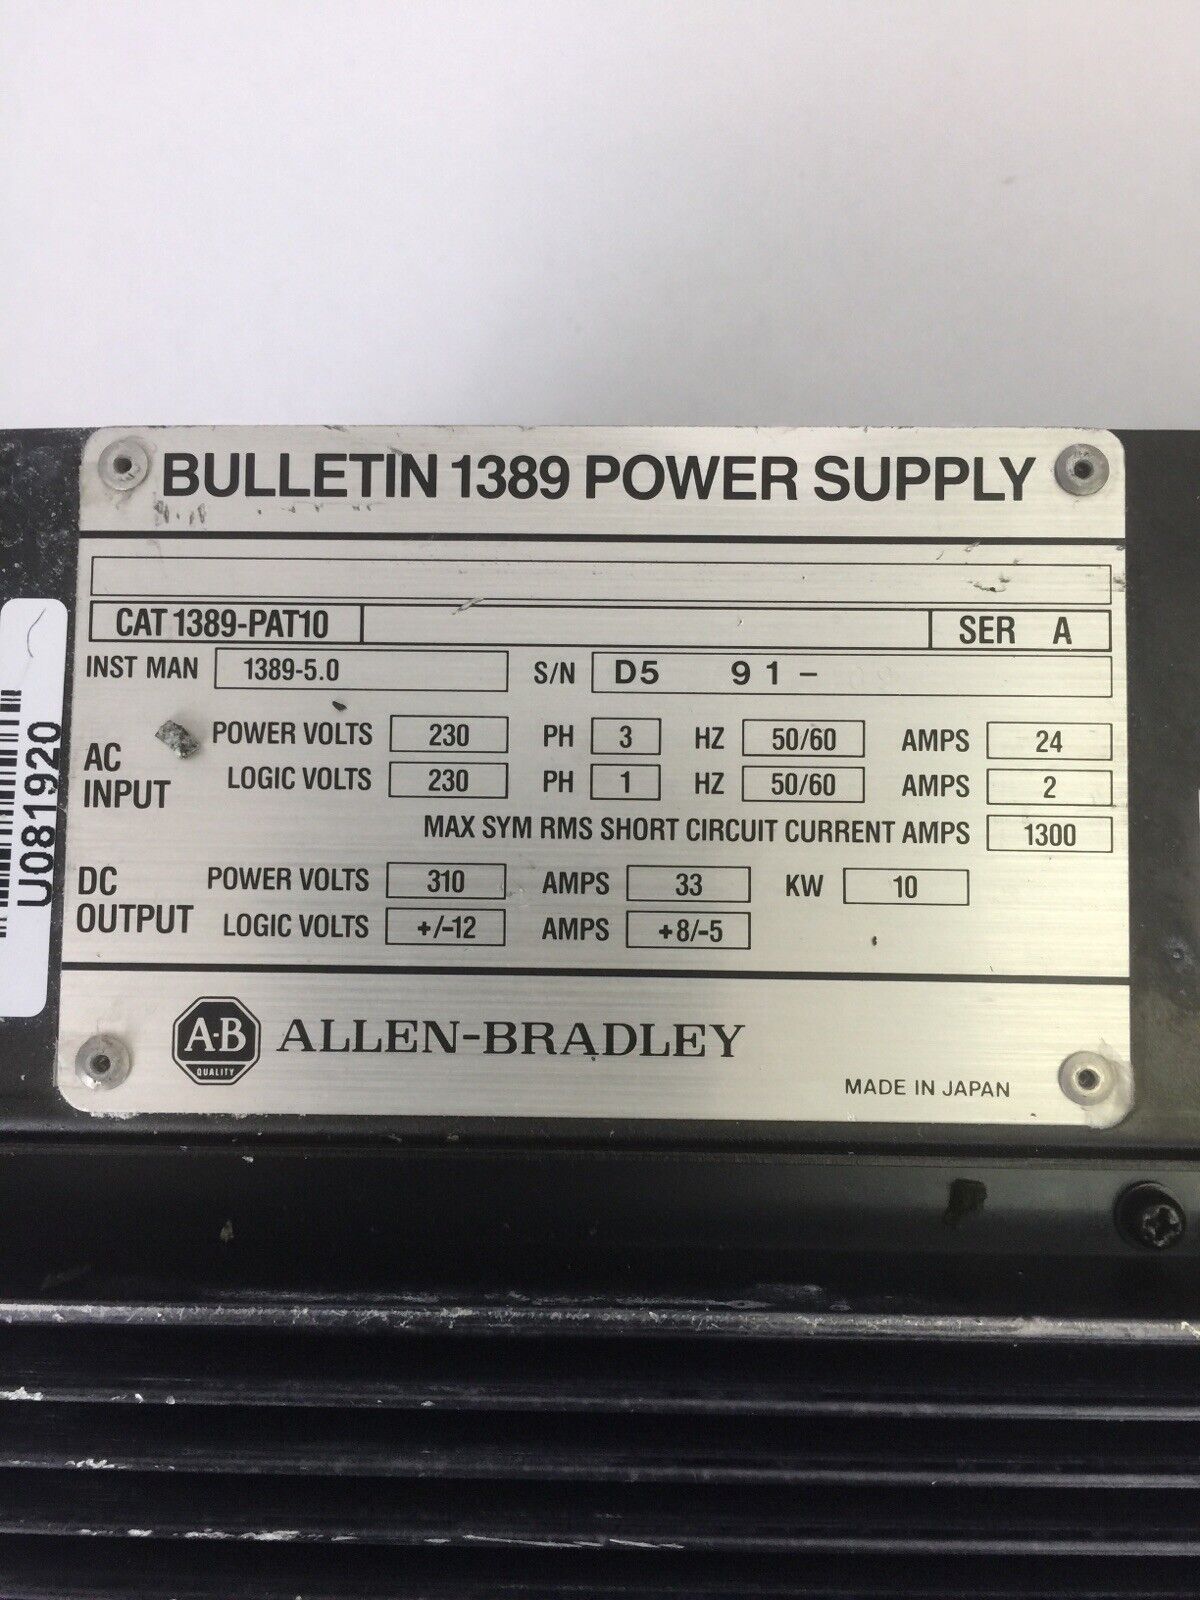 BULLETIN 1389 POWER SUPPLY
CAT 1389-PAT10 SER A
INST MAN 1389-5.0 S/N D5 91-
AC INPUT
POWER VOLTS 230 PH 3 HZ 50/60 AMPS 24
LOGIC VOLTS 230 PH 1 HZ 50/60 AMPS 2
MAX SYM RMS SHORT CIRCUIT CURRENT AMPS 1300
DC OUTPUT
POWER VOLTS 310 AMPS 33 KW 10
LOGIC VOLTS +/-12 AMPS +8/-5
A-B QUALITY
ALLEN-BRADLEY
MADE IN JAPAN
U081920